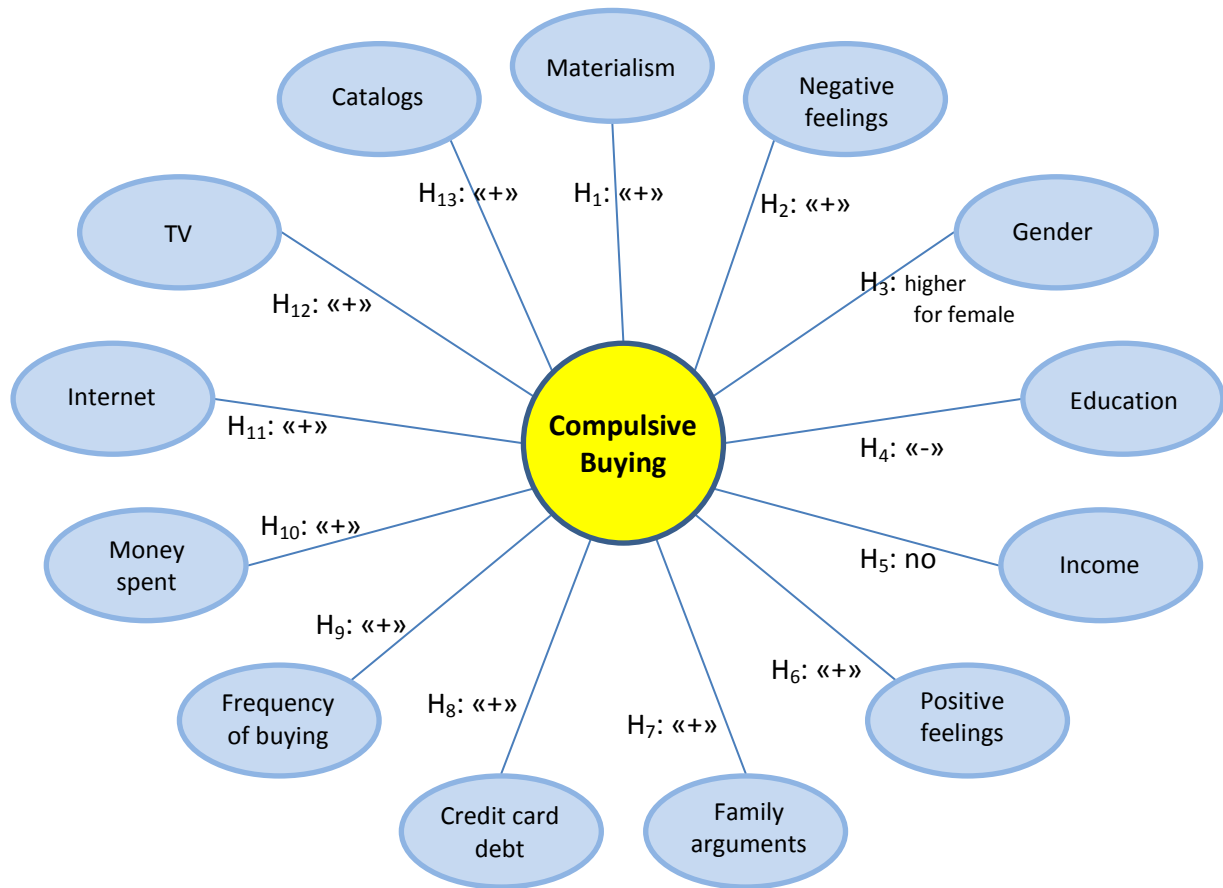 Materialism
Negative
feelings
Catalogs
H₁₃: «+»
H₁: «+»
H₂: «+»
TV
Gender
H₁₂: «+»
H₃: higher
for female
Internet
Education
H₁₁: «+»
Compulsive
Buying
H₄: «-»
Money
spent
H₁₀: «+»
H₅: no
Income
H₉: «+»
H₆: «+»
Frequency
of buying
H₈: «+»
H₇: «+»
Positive
feelings
Credit card
debt
Family
arguments